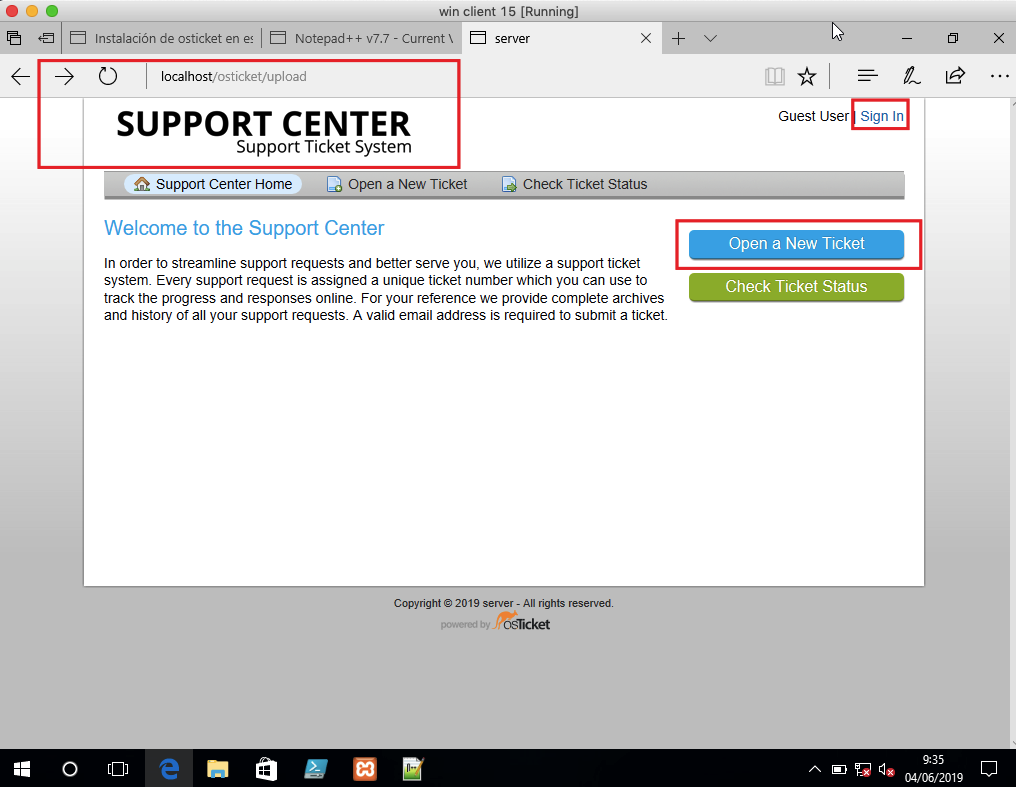 win client 15 [Running]
Instalación de osticket en es
Notepad++ v7.7 - Current V
server
localhost/osticket/upload
SUPPORT CENTER
Support Ticket System
Guest User | Sign In
Support Center Home
Open a New Ticket
Check Ticket Status
Welcome to the Support Center
In order to streamline support requests and better serve you, we utilize a support ticket
system. Every support request is assigned a unique ticket number which you can use to
track the progress and responses online. For your reference we provide complete archives
and history of all your support requests. A valid email address is required to submit a ticket.
Open a New Ticket
Check Ticket Status
Copyright © 2019 server - All rights reserved.
powered by osTicket
9:35
04/06/2019